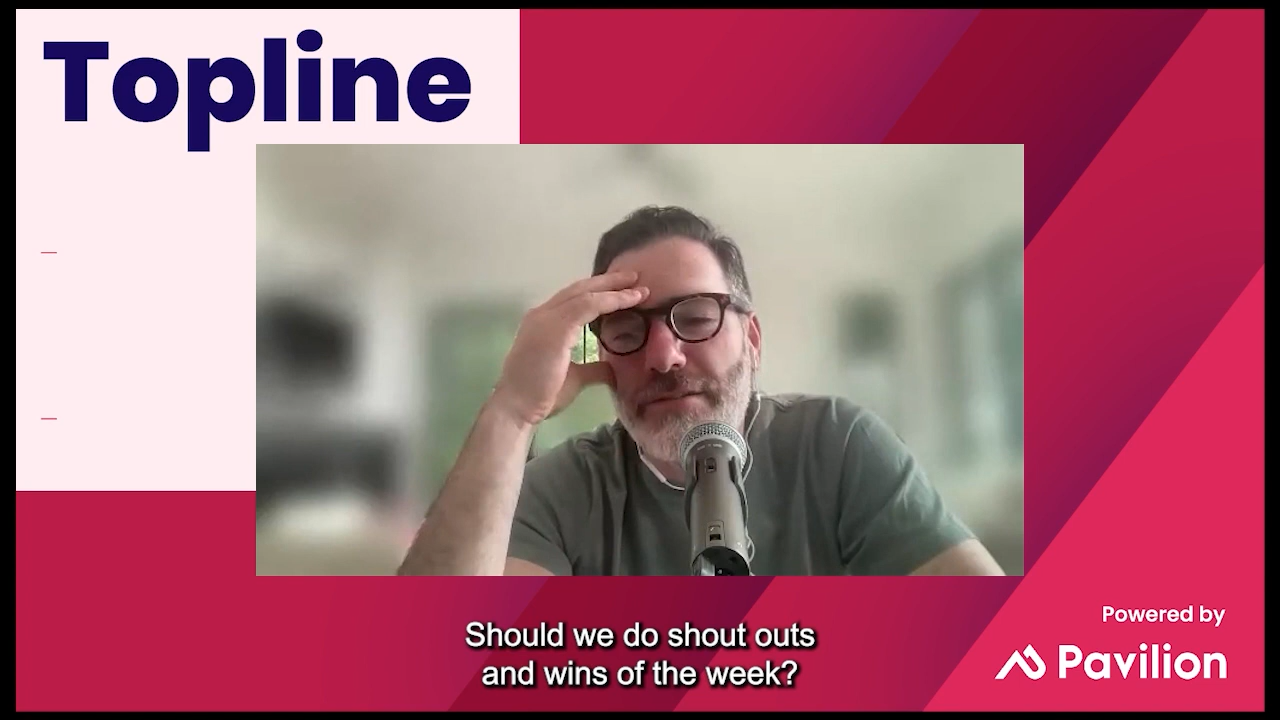 Topline
Should we do shout outs
and wins of the week?
Powered by
Pavilion